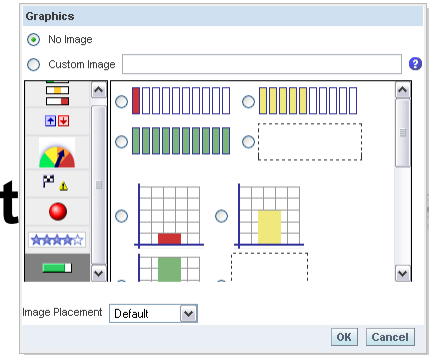 Graphics
No Image
Custom Image
?
t
Image Placement Default
OK Cancel